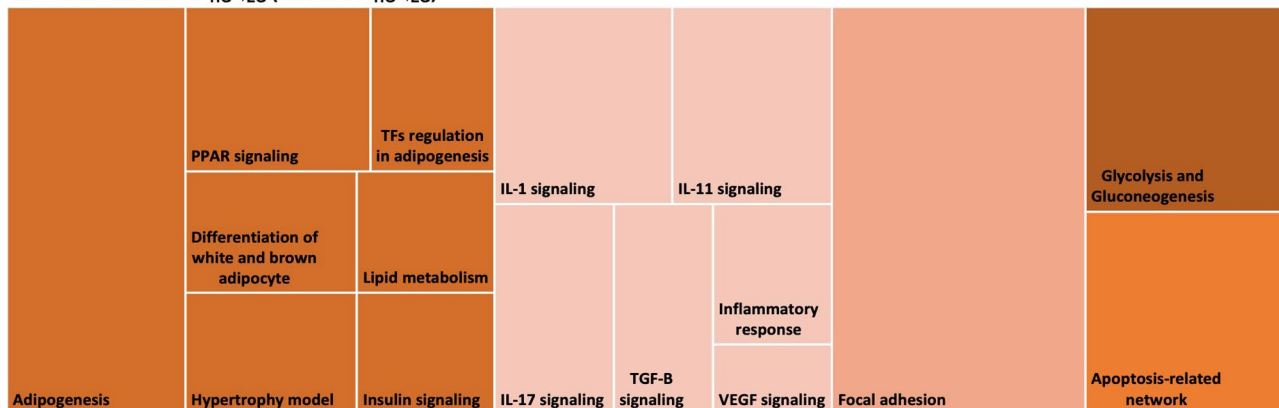 PPAR signaling
TFs regulation
in adipogenesis
IL-1 signaling
IL-11 signaling
Glycolysis and
Gluconeogenesis
Differentiation of
white and brown
adipocyte
Lipid metabolism
Inflammatory
response
Adipogenesis
Hypertrophy model
Insulin signaling
IL-17 signaling
TGF-B
signaling
VEGF signaling
Focal adhesion
Apoptosis-related
network